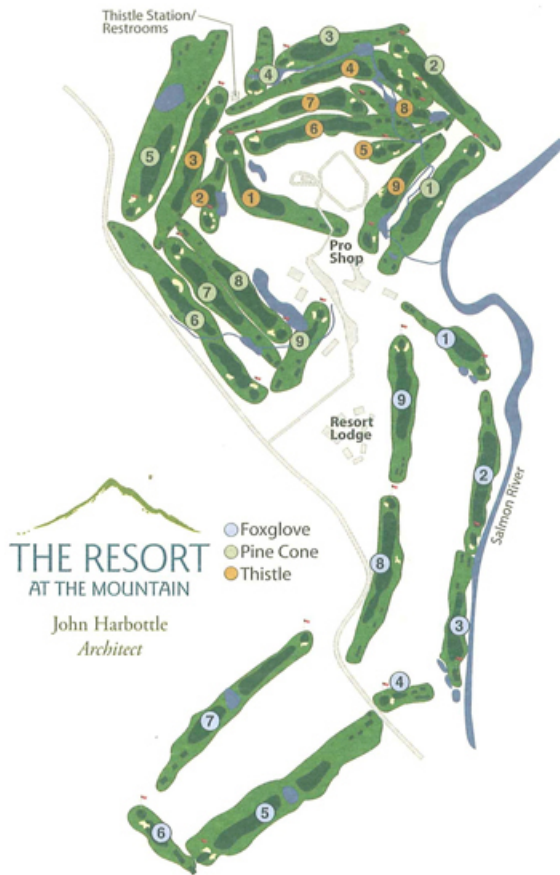 Thistle Station/
Restrooms
3
4
4
2
7
8
6
5
5
3
9
1
2
1
Pro
Shop
8
7
6
9
1
9
Resort
Lodge
2
Salmon River
THE RESORT
AT THE MOUNTAIN
John Harbottle
Architect
Foxglove
Pine Cone
Thistle
8
3
4
7
5
6